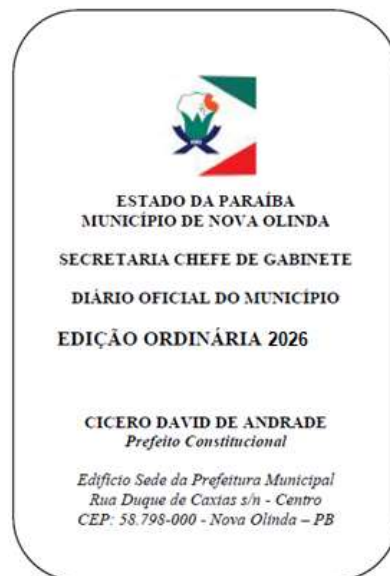 ESTADO DA PARAÍBA
MUNICÍPIO DE NOVA OLINDA
SECRETARIA CHEFE DE GABINETE
DIÁRIO OFICIAL DO MUNICÍPIO
EDIÇÃO ORDINÁRIA 2026
CICERO DAVID DE ANDRADE
Prefeito Constitucional
Edifício Sede da Prefeitura Municipal
Rua Duque de Caxias s/n - Centro
CEP: 58.798-000 - Nova Olinda – PB